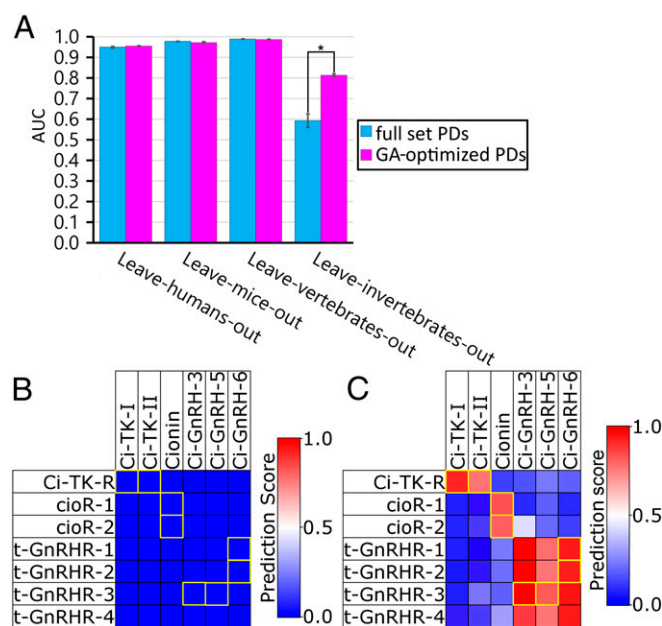 A
AUC
1.0
0.9
0.8
0.7
0.6
0.5
0.4
0.3
0.2
0.1
0.0
*
full set PDs
GA-optimized PDs
Leave-humans-out
Leave-mice-out
Leave-vertebrates-out
Leave-invertebrates-out
B
Ci-TK-I
Ci-TK-II
Cionin
Ci-GnRH-3
Ci-GnRH-5
Ci-GnRH-6
Ci-TK-R
cioR-1
cioR-2
t-GnRHR-1
t-GnRHR-2
t-GnRHR-3
t-GnRHR-4
Prediction Score
1.0
0.5
0.0
C
Ci-TK-I
Ci-TK-II
Cionin
Ci-GnRH-3
Ci-GnRH-5
Ci-GnRH-6
Ci-TK-R
cioR-1
cioR-2
t-GnRHR-1
t-GnRHR-2
t-GnRHR-3
t-GnRHR-4
Prediction score
1.0
0.5
0.0